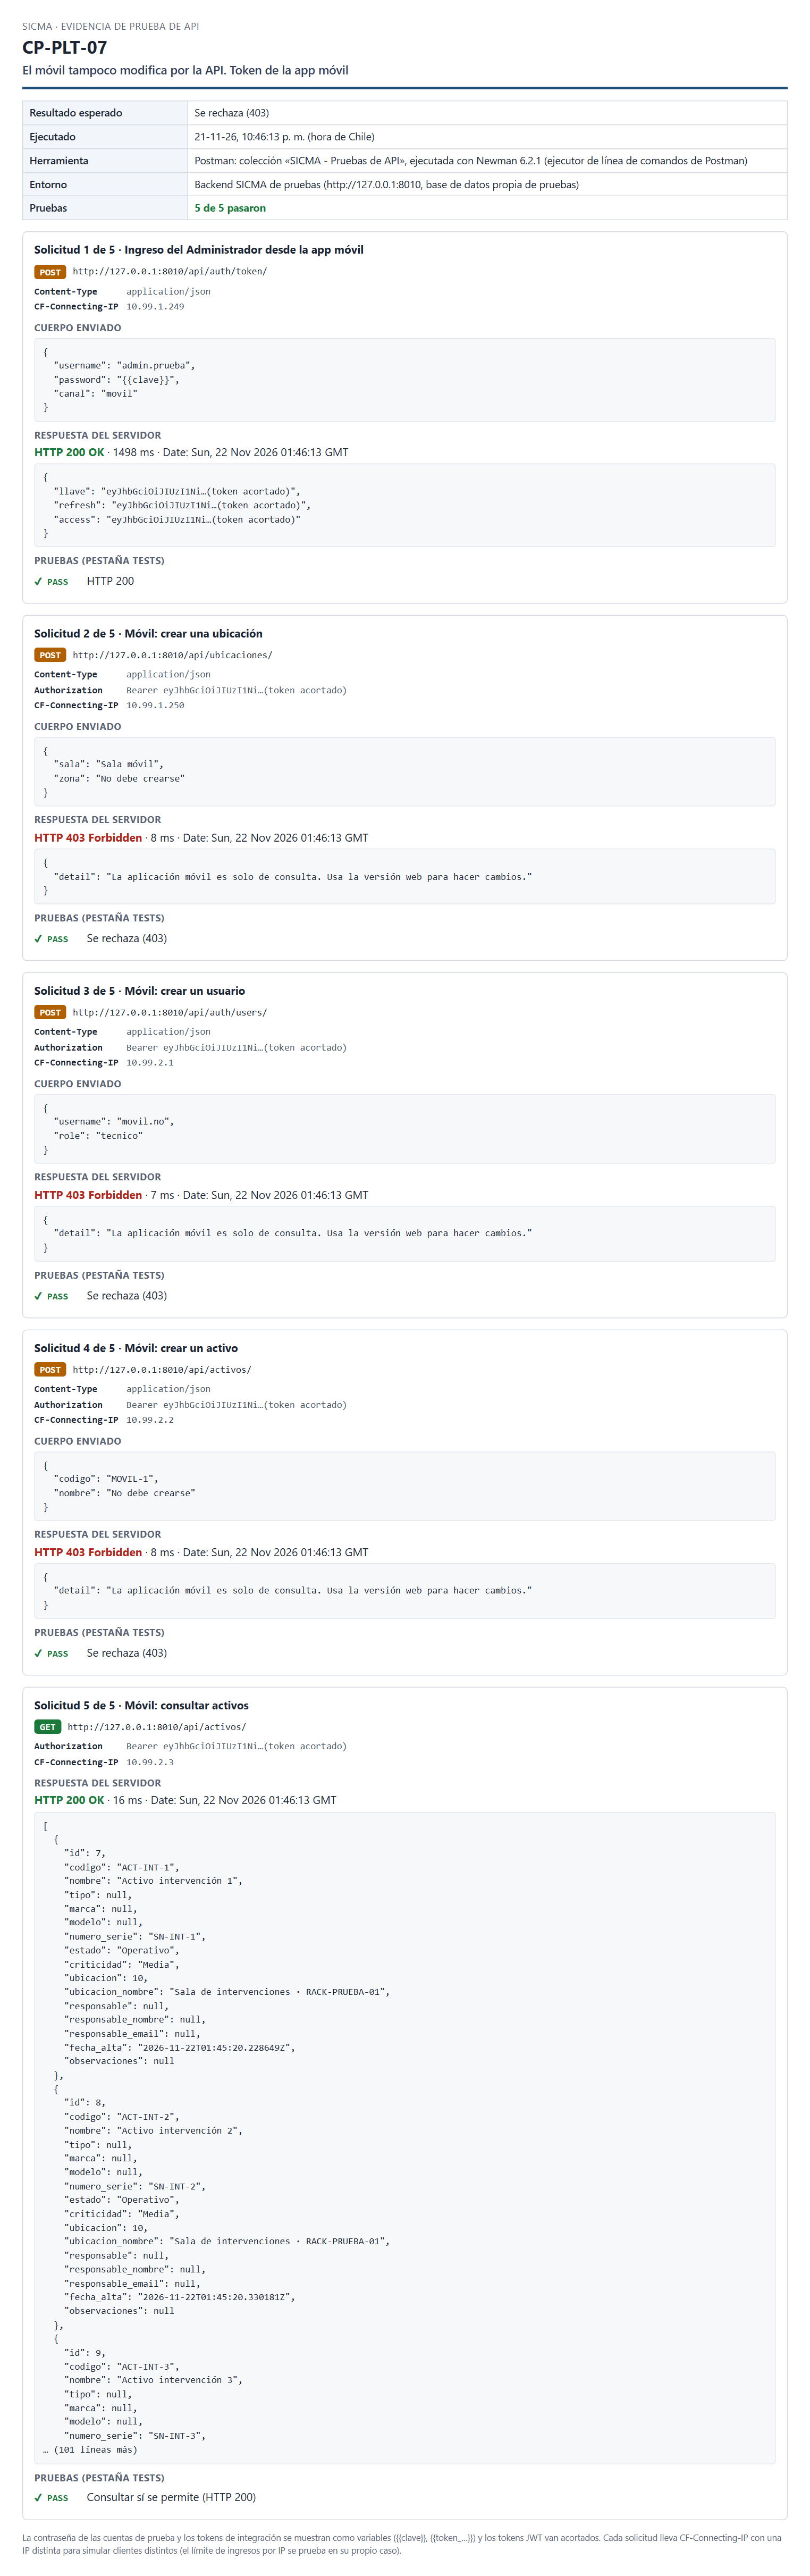 SICMA · EVIDENCIA DE PRUEBA DE API
CP-PLT-07
El móvil tampoco modifica por la API. Token de la app móvil
Resultado esperado Se rechaza (403)
Ejecutado 21-11-26, 10:46:13 p. m. (hora de Chile)
Herramienta Postman: colección «SICMA - Pruebas de API», ejecutada con Newman 6.2.1 (ejecutor de línea de comandos de Postman)
Entorno Backend SICMA de pruebas (http://127.0.0.1:8010, base de datos propia de pruebas)
Pruebas 5 de 5 pasaron
Solicitud 1 de 5 · Ingreso del Administrador desde la app móvil
POST http://127.0.0.1:8010/api/auth/token/
Content-Type application/json
CF-Connecting-IP 10.99.1.249
CUERPO ENVIADO
{
"username": "admin.prueba",
"password": "{{clave}}",
"canal": "movil"
}
RESPUESTA DEL SERVIDOR
HTTP 200 OK · 1498 ms · Date: Sun, 22 Nov 2026 01:46:13 GMT
{
"llave": "eyJhbGciOiJIUzI1Ni…(token acortado)",
"refresh": "eyJhbGciOiJIUzI1Ni…(token acortado)",
"access": "eyJhbGciOiJIUzI1Ni…(token acortado)"
}
PRUEBAS (PESTAÑA TESTS)
✓ PASS HTTP 200
Solicitud 2 de 5 · Móvil: crear una ubicación
POST http://127.0.0.1:8010/api/ubicaciones/
Content-Type application/json
Authorization Bearer eyJhbGciOiJIUzI1Ni…(token acortado)
CF-Connecting-IP 10.99.1.250
CUERPO ENVIADO
{
"sala": "Sala móvil",
"zona": "No debe crearse"
}
RESPUESTA DEL SERVIDOR
HTTP 403 Forbidden · 8 ms · Date: Sun, 22 Nov 2026 01:46:13 GMT
{
"detail": "La aplicación móvil es solo de consulta. Usa la versión web para hacer cambios."
}
PRUEBAS (PESTAÑA TESTS)
✓ PASS Se rechaza (403)
Solicitud 3 de 5 · Móvil: crear un usuario
POST http://127.0.0.1:8010/api/auth/users/
Content-Type application/json
Authorization Bearer eyJhbGciOiJIUzI1Ni…(token acortado)
CF-Connecting-IP 10.99.2.1
CUERPO ENVIADO
{
"username": "movil.no",
"role": "tecnico"
}
RESPUESTA DEL SERVIDOR
HTTP 403 Forbidden · 7 ms · Date: Sun, 22 Nov 2026 01:46:13 GMT
{
"detail": "La aplicación móvil es solo de consulta. Usa la versión web para hacer cambios."
}
PRUEBAS (PESTAÑA TESTS)
✓ PASS Se rechaza (403)
Solicitud 4 de 5 · Móvil: crear un activo
POST http://127.0.0.1:8010/api/activos/
Content-Type application/json
Authorization Bearer eyJhbGciOiJIUzI1Ni…(token acortado)
CF-Connecting-IP 10.99.2.2
CUERPO ENVIADO
{
"codigo": "MOVIL-1",
"nombre": "No debe crearse"
}
RESPUESTA DEL SERVIDOR
HTTP 403 Forbidden · 8 ms · Date: Sun, 22 Nov 2026 01:46:13 GMT
{
"detail": "La aplicación móvil es solo de consulta. Usa la versión web para hacer cambios."
}
PRUEBAS (PESTAÑA TESTS)
✓ PASS Se rechaza (403)
Solicitud 5 de 5 · Móvil: consultar activos
GET http://127.0.0.1:8010/api/activos/
Authorization Bearer eyJhbGciOiJIUzI1Ni…(token acortado)
CF-Connecting-IP 10.99.2.3
RESPUESTA DEL SERVIDOR
HTTP 200 OK · 16 ms · Date: Sun, 22 Nov 2026 01:46:13 GMT
[
{
"id": 7,
"codigo": "ACT-INT-1",
"nombre": "Activo intervención 1",
"tipo": null,
"marca": null,
"modelo": null,
"numero_serie": "SN-INT-1",
"estado": "Operativo",
"criticidad": "Media",
"ubicacion": 10,
"ubicacion_nombre": "Sala de intervenciones · RACK-PRUEBA-01",
"responsable": null,
"responsable_nombre": null,
"responsable_email": null,
"fecha_alta": "2026-11-22T01:45:20.228649Z",
"observaciones": null
},
{
"id": 8,
"codigo": "ACT-INT-2",
"nombre": "Activo intervención 2",
"tipo": null,
"marca": null,
"modelo": null,
"numero_serie": "SN-INT-2",
"estado": "Operativo",
"criticidad": "Media",
"ubicacion": 10,
"ubicacion_nombre": "Sala de intervenciones · RACK-PRUEBA-01",
"responsable": null,
"responsable_nombre": null,
"responsable_email": null,
"fecha_alta": "2026-11-22T01:45:20.330181Z",
"observaciones": null
},
{
"id": 9,
"codigo": "ACT-INT-3",
"nombre": "Activo intervención 3",
"tipo": null,
"marca": null,
"modelo": null,
"numero_serie": "SN-INT-3",
… (101 líneas más)
PRUEBAS (PESTAÑA TESTS)
✓ PASS Consultar sí se permite (HTTP 200)
La contraseña de las cuentas de prueba y los tokens de integración se muestran como variables ({{clave}}, {{token_…}}) y los tokens JWT van acortados. Cada solicitud lleva CF-Connecting-IP con una
IP distinta para simular clientes distintos (el límite de ingresos por IP se prueba en su propio caso).